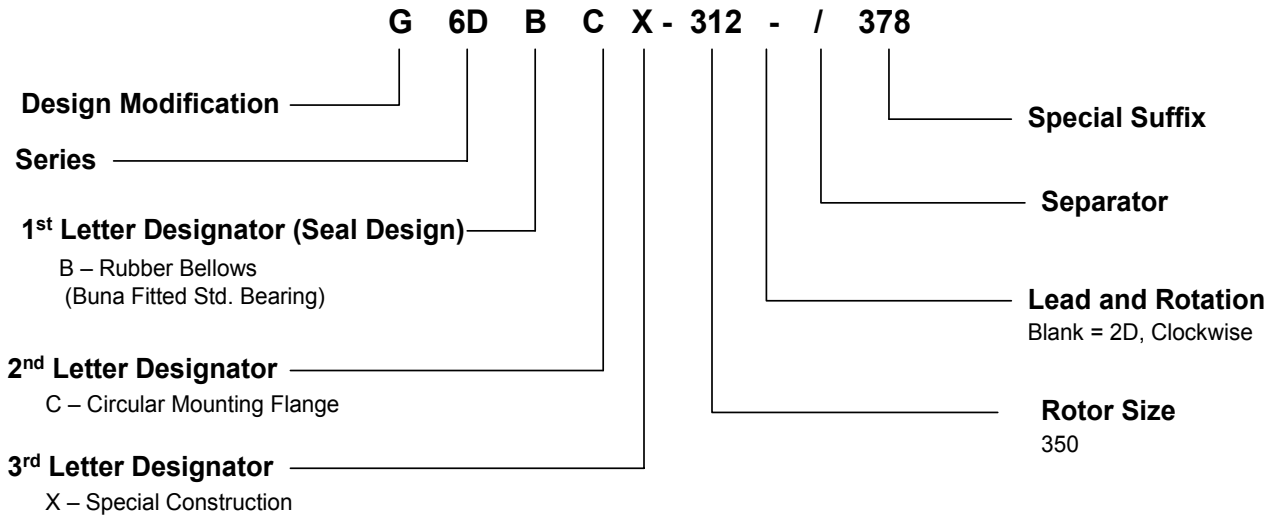 G 6D B C X - 312 - / 378
Design Modification
Series
1st Letter Designator (Seal Design)
B – Rubber Bellows
(Buna Fitted Std. Bearing)
2nd Letter Designator
C – Circular Mounting Flange
3rd Letter Designator
X – Special Construction
Special Suffix
Separator
Lead and Rotation
Blank = 2D, Clockwise
Rotor Size
350